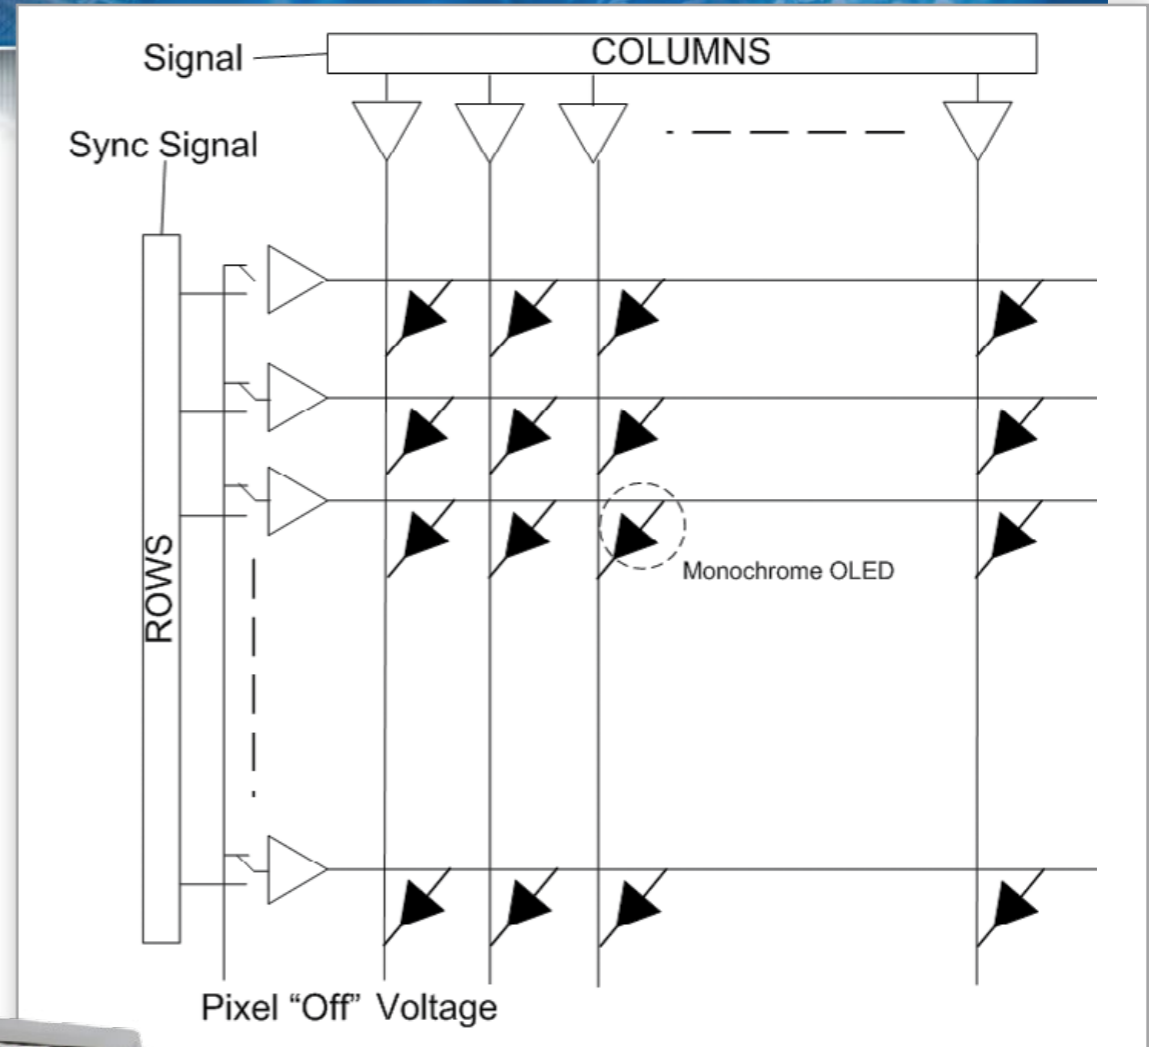 Signal
COLUMNS
Sync Signal
ROWS
Monochrome OLED
Pixel “Off” Voltage